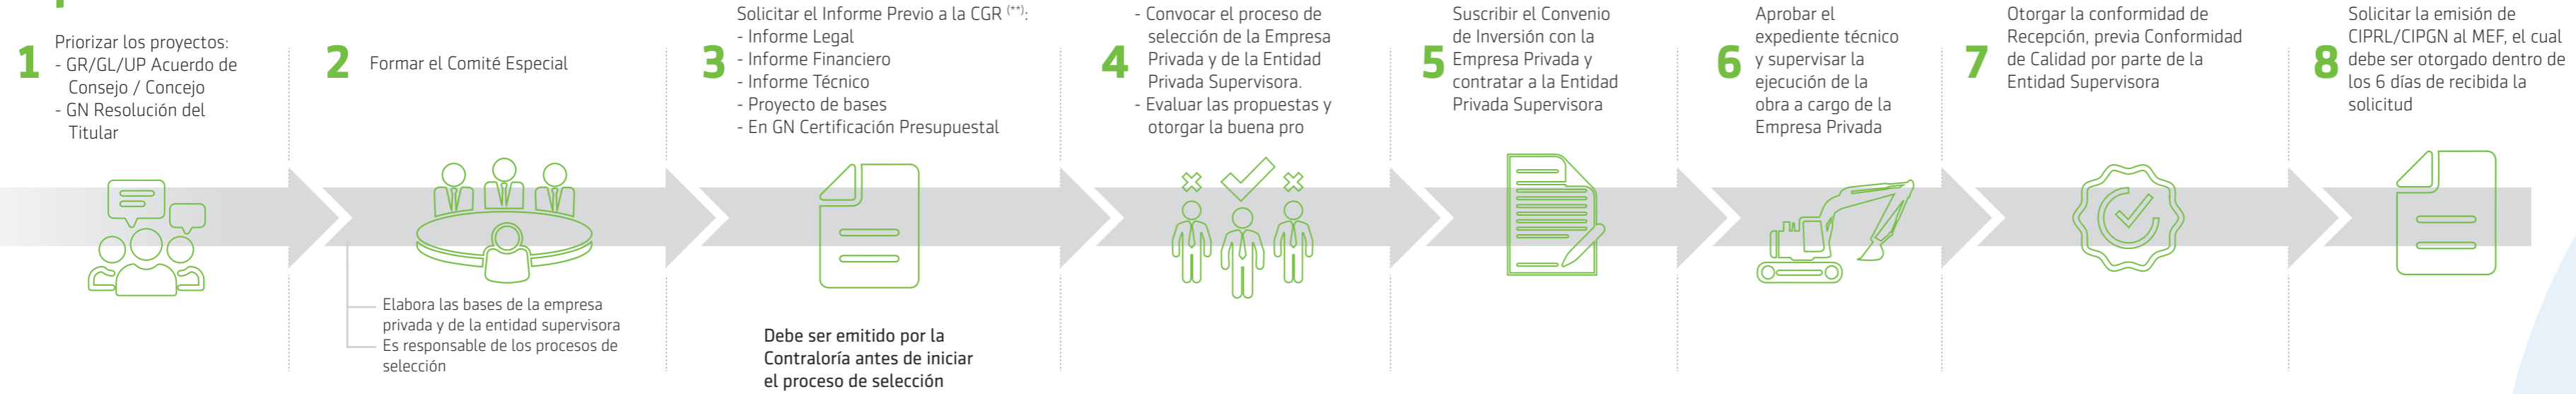 1
Priorizar los proyectos:
- GR/GL/UP Acuerdo de
Consejo / Concejo
- GN Resolución del
Titular
2
Formar el Comité Especial
Elabora las bases de la empresa
privada y de la entidad supervisora
Es responsable de los procesos de
selección
3
Solicitar el Informe Previo a la CGR (**):
- Informe Legal
- Informe Financiero
- Informe Técnico
- Proyecto de bases
- En GN Certificación Presupuestal
Debe ser emitido por la
Contraloría antes de iniciar
el proceso de selección
4
- Convocar el proceso de
selección de la Empresa
Privada y de la Entidad
Privada Supervisora.
- Evaluar las propuestas y
otorgar la buena pro
5
Suscribir el Convenio
de Inversión con la
Empresa Privada y
contratar a la Entidad
Privada Supervisora
6
Aprobar el
expediente técnico
y supervisar la
ejecución de la
obra a cargo de la
Empresa Privada
7
Otorgar la conformidad de
Recepción, previa Conformidad
de Calidad por parte de la
Entidad Supervisora
8
Solicitar la emisión de
CIPRL/CIPGN al MEF, el cual
debe ser otorgado dentro de
los 6 días de recibida la
solicitud